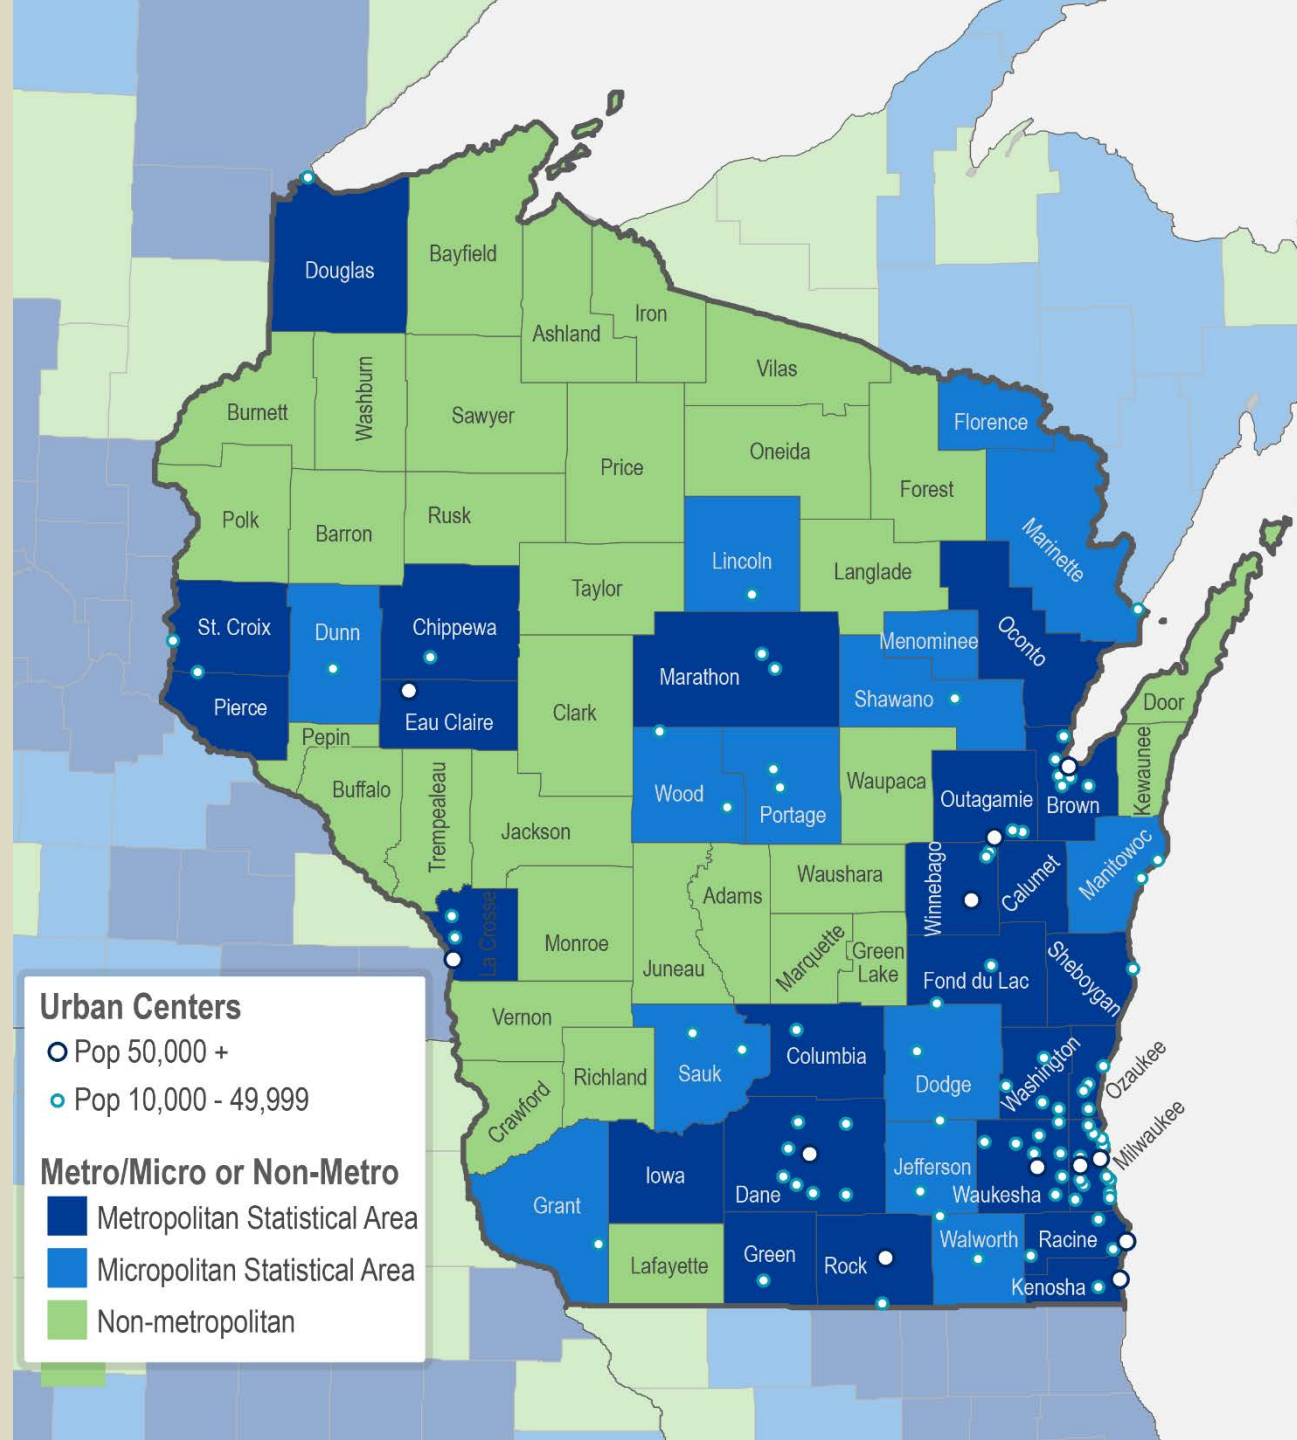 Douglas
Bayfield
Ashland
Iron
Vilas
Burnett
Washburn
Sawyer
Price
Oneida
Forest
Florence
Marinette
Polk
Barron
Rusk
Taylor
Lincoln
Langlade
Menominee
Oconto
St. Croix
Dunn
Chippewa
Marathon
Shawano
Door
Pierce
Eau Claire
Clark
Pepin
Buffalo
Trempealeau
Jackson
Wood
Portage
Waupaca
Outagamie
Brown
Kewaunee
Winnebago
Calumet
Manitowoc
Waushara
Adams
La Crosse
Monroe
Juneau
Marquette
Green
Lake
Fond du Lac
Sheboygan
Vernon
Richland
Crawford
Sauk
Columbia
Dodge
Washington
Ozaukee
Milwaukee
Grant
Iowa
Dane
Jefferson
Waukesha
Lafayette
Green
Rock
Walworth
Racine
Kenosha
Urban Centers
Pop 50,000 +
Pop 10,000 - 49,999
Metro/Micro or Non-Metro
Metropolitan Statistical Area
Micropolitan Statistical Area
Non-metropolitan